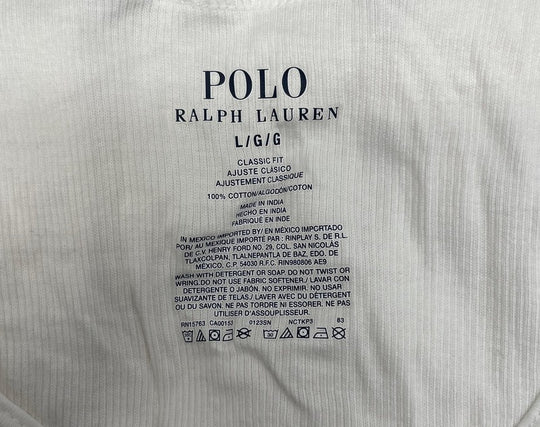 POLO
RALPH LAUREN
L/G/G
CLASSIC FIT
AJUSTE CLÁSICO
AJUSTEMENT CLASSIQUE
100% COTTON/ALGODÓN/COTON
MADE IN INDIA
HECHO EN INDIA
FABRIQUÉ EN INDE
IN MEXICO IMPORTED BY/ EN MÉXICO IMPORTADO
POR/ AU MEXIQUE IMPORTÉ PAR : RINPLAY S. DE R.L.
DE C.V. HENRY FORD NO. 29, COL. SAN NICOLÁS
TLAXCOLPAN, TLALNEPANTLA DE BAZ, EDO. DE
MÉXICO, C.P. 54030 R.F.C. RIN980806 AE9
WASH WITH DETERGENT OR SOAP. DO NOT TWIST OR
WRING.DO NOT USE FABRIC SOFTENER./ LAVAR CON
DETERGENTE O JABÓN. NO EXPRIMIR. NO USAR
SUAVIZANTE DE TELAS./ LAVER AVEC DU DÉTERGENT
OU DU SAVON. NE PAS TORDRE NI ESSORER. NE PAS
UTILISER D'ASSOUPLISSEUR.
RN15763 CA00153 0123SN NCTKP3 83